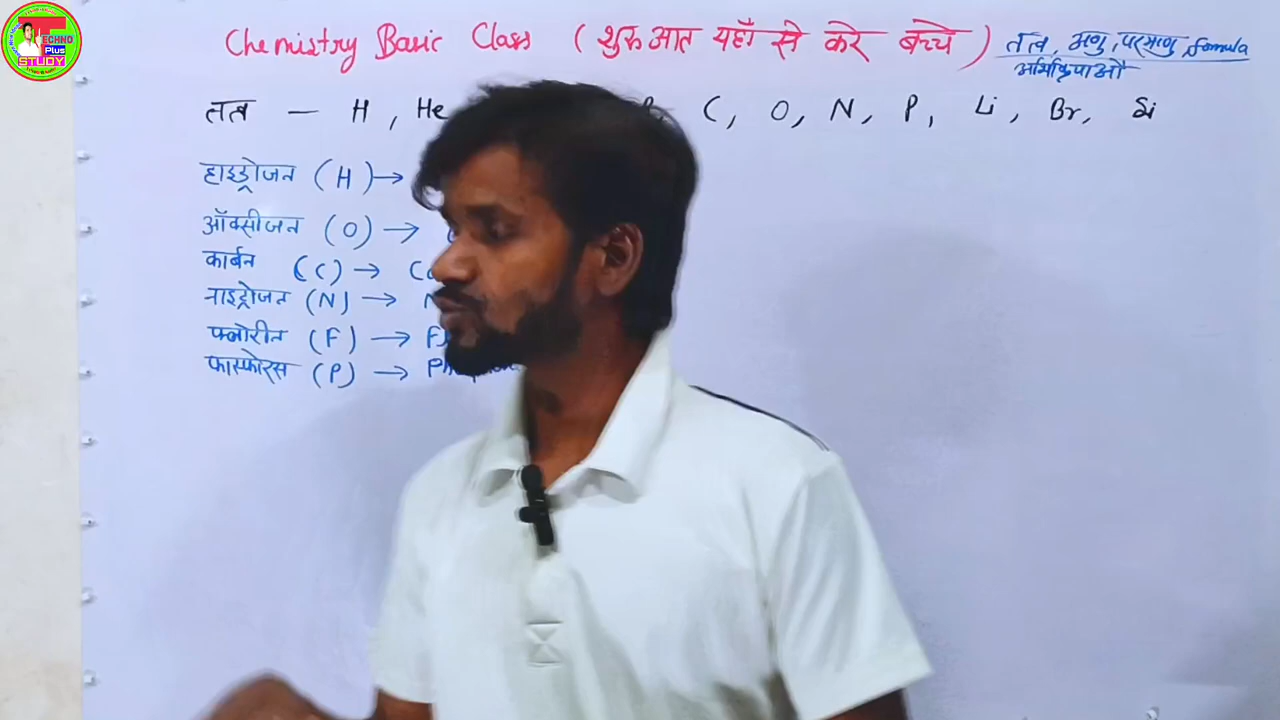 TECHNO
Plus
STUDY
Chemistry Basic Class ( शुरुआत यहाँ से करे बच्चे ) तत्व, अणु, परमाणु, formula
अभिक्रियाओं
तत्व — H, He B, C, O, N, P, Li, Br, Si
हाइड्रोजन (H) →
ऑक्सीजन (O) →
कार्बन (C) →
नाइट्रोजन (N) → N
फ्लोरीन (F) →
फास्फोरस (P) →